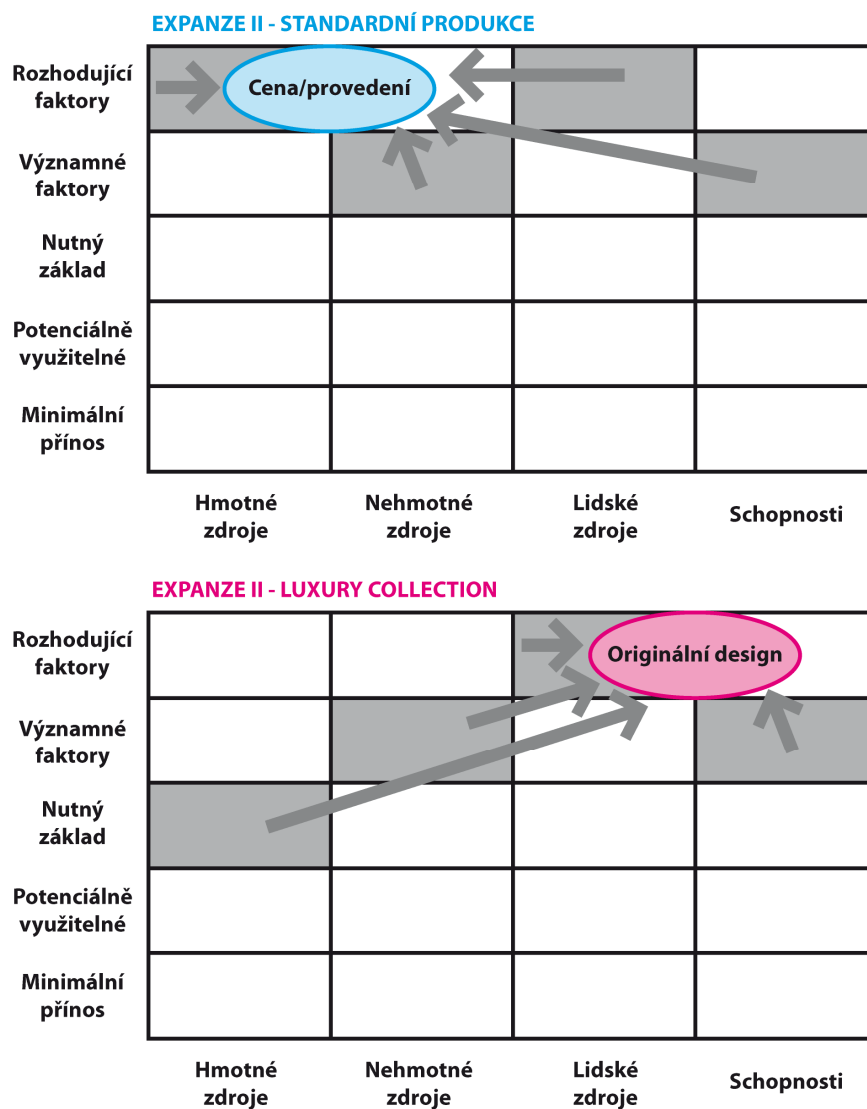 EXPANZE II - STANDARDNÍ PRODUKCE
Rozhodující
faktory
Cena/provedení
Významné
faktory
Nutný
základ
Potenciálně
využitelné
Minimální
přínos
Hmotné
zdroje
Nehmotné
zdroje
Lidské
zdroje
Schopnosti
EXPANZE II - LUXURY COLLECTION
Rozhodující
faktory
Originální design
Významné
faktory
Nutný
základ
Potenciálně
využitelné
Minimální
přínos
Hmotné
zdroje
Nehmotné
zdroje
Lidské
zdroje
Schopnosti